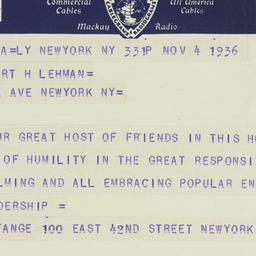 Commercial Cables
All America Cables
Mackay Radio
A=LY NEWYORK NY 331P NOV 4 1936
RT H LEHMAN=
AVE NEWYORK NY=
UR GREAT HOST OF FRIENDS IN THIS HO
OF HUMILITY IN THE GREAT RESPONSI
LMING AND ALL EMBRACING POPULAR EN
DERSHIP =
TANGE 100 EAST 42ND STREET NEWYORK